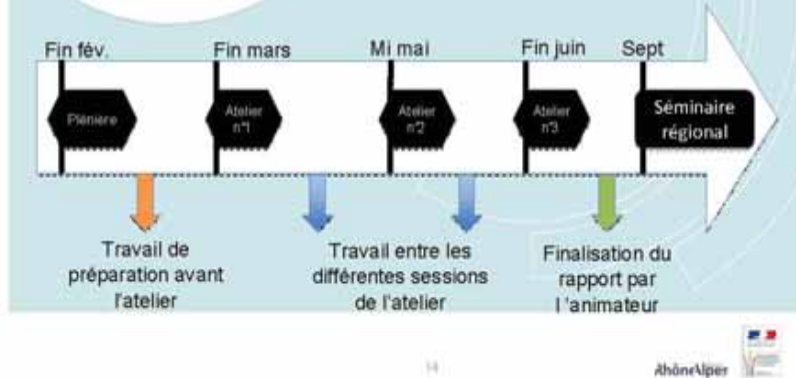 Fin fév. Fin mars Mi mai Fin juin Sept
Plénière
Atelier
n°1
Atelier
n°2
Atelier
n°3
Séminaire
régional
Travail de
préparation avant
l'atelier
Travail entre les
différentes sessions
de l'atelier
Finalisation du
rapport par
l 'animateur
14
RhôneAlpes